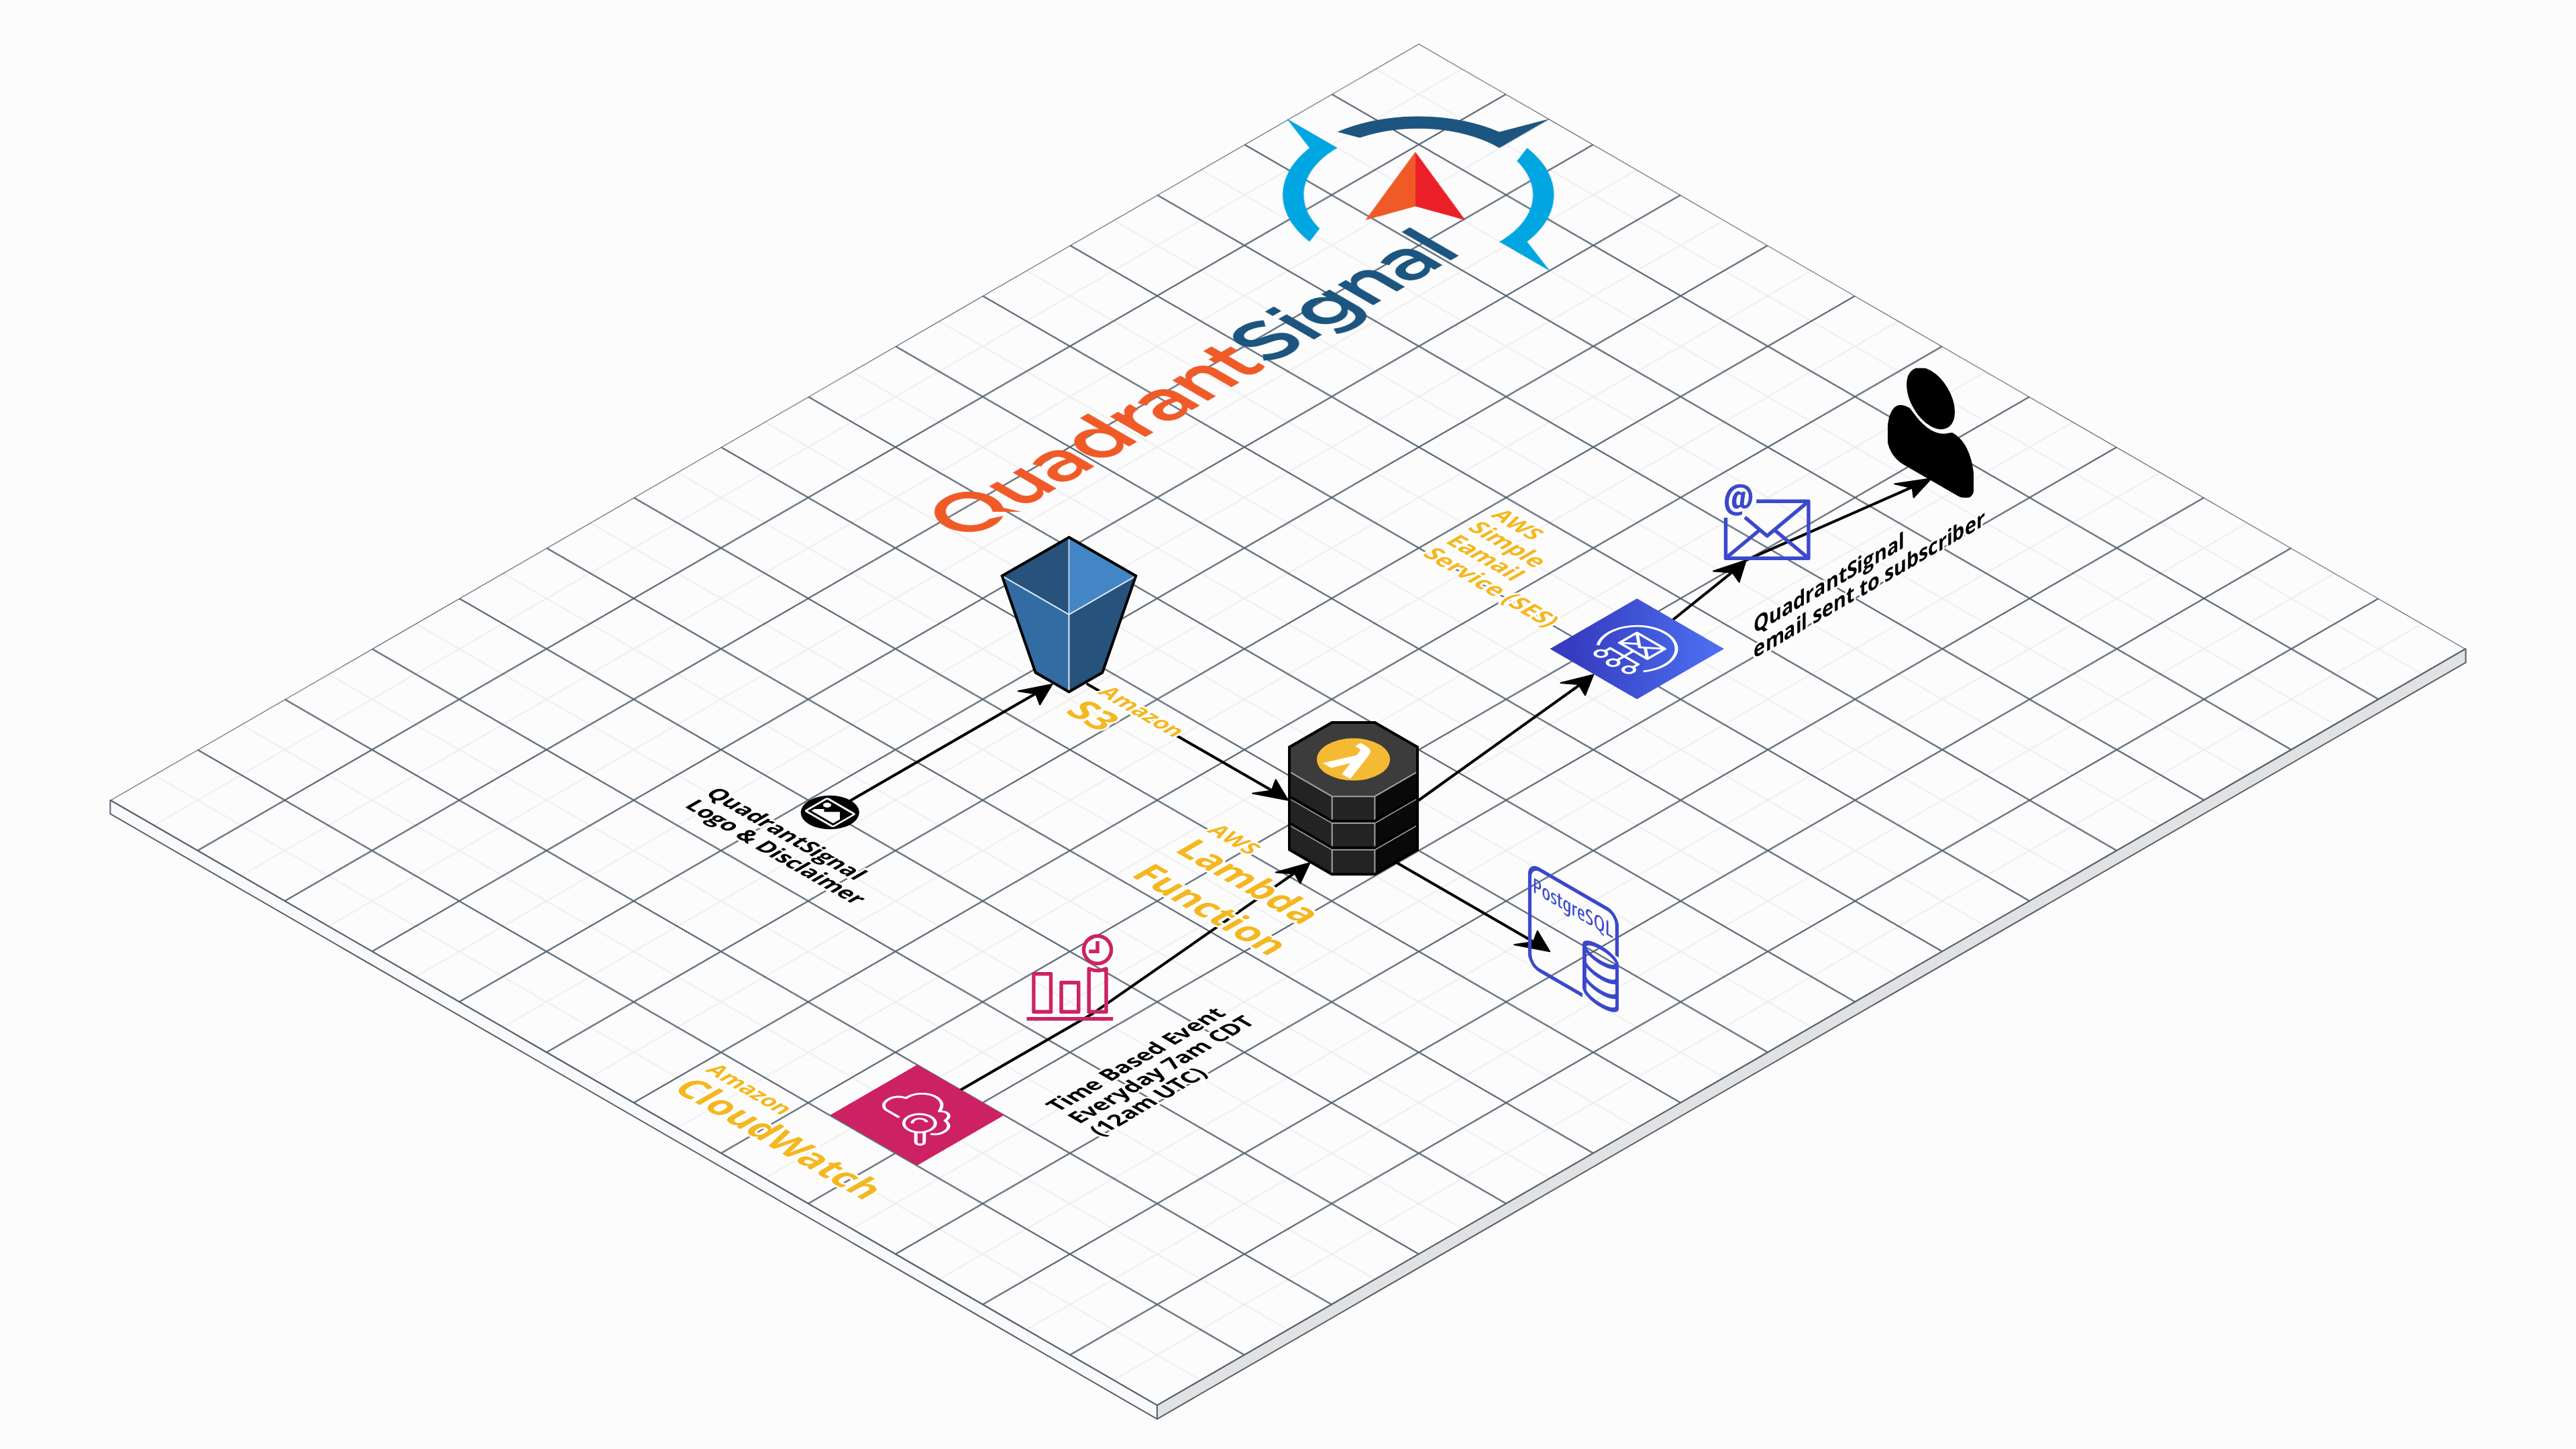 QuadrantSignal
AWS
Simple
Eamail
Service (SES)
@
QuadrantSignal
email sent to subscriber
Amazon
S3
λ
QuadrantSignal
Logo & Disclaimer
AWS
Lambda
Function
PostgreSQL
Time Based Event
Everyday 7am CDT
(12am UTC)
Amazon
CloudWatch